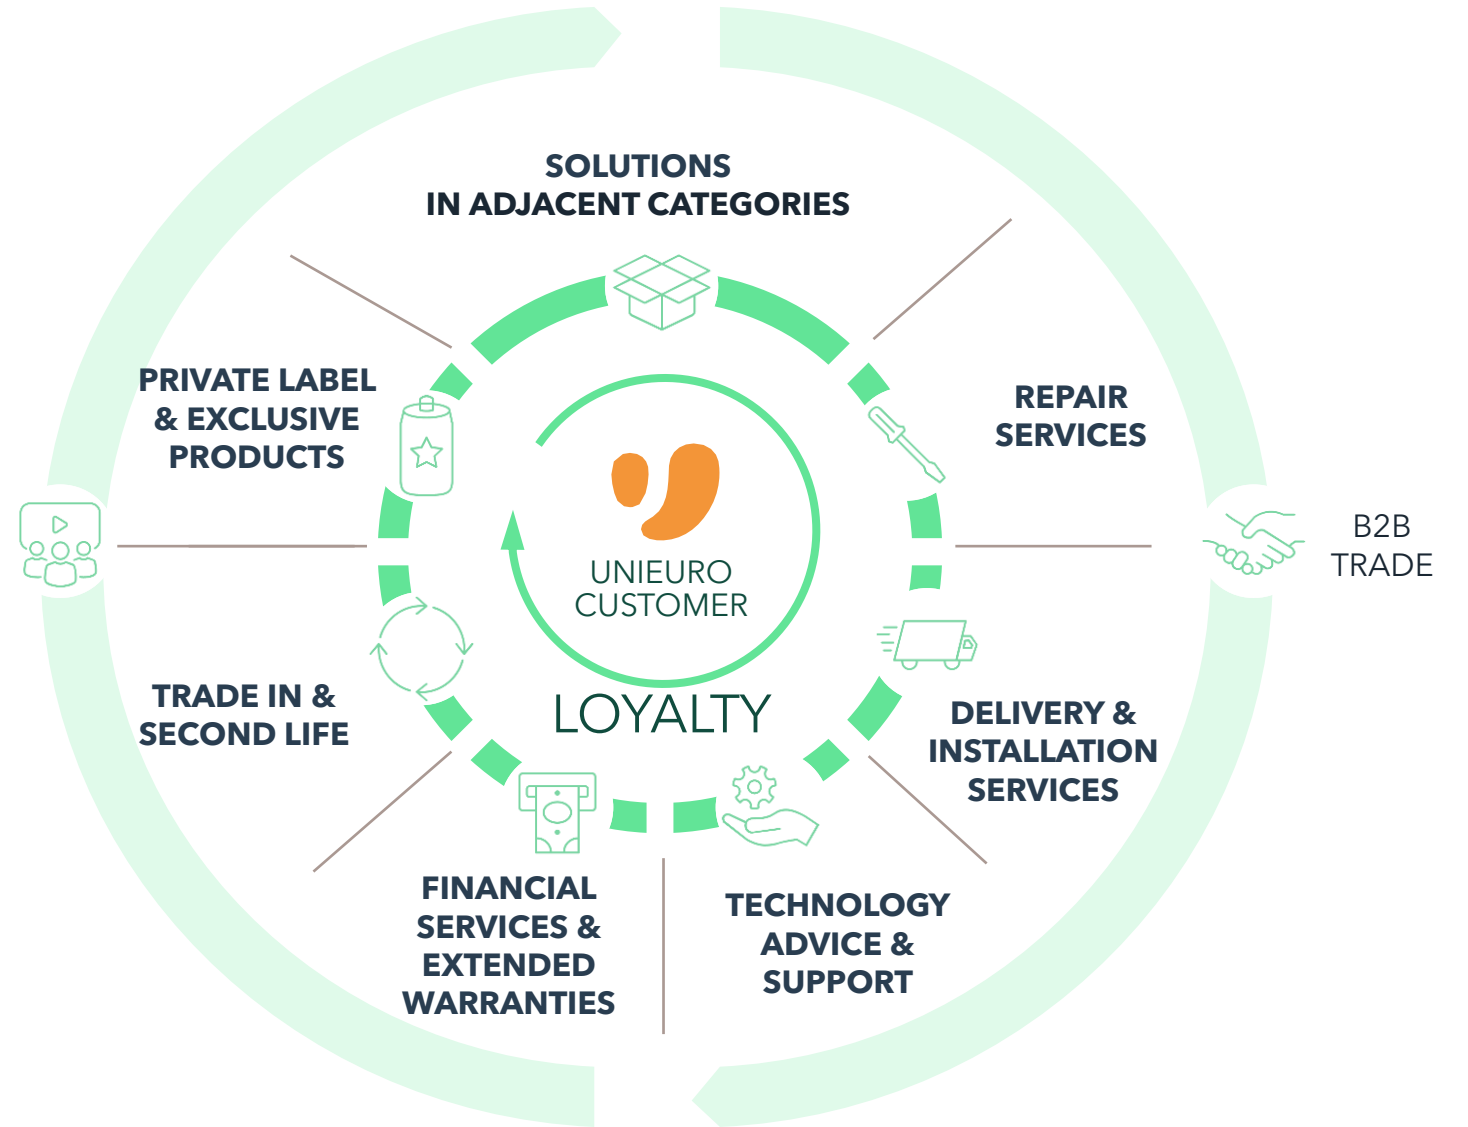 SOLUTIONS
IN ADJACENT CATEGORIES
PRIVATE LABEL
& EXCLUSIVE
PRODUCTS
REPAIR
SERVICES
B2B
TRADE
UNIEURO
CUSTOMER
LOYALTY
TRADE IN &
SECOND LIFE
DELIVERY &
INSTALLATION
SERVICES
FINANCIAL
SERVICES &
EXTENDED
WARRANTIES
TECHNOLOGY
ADVICE &
SUPPORT